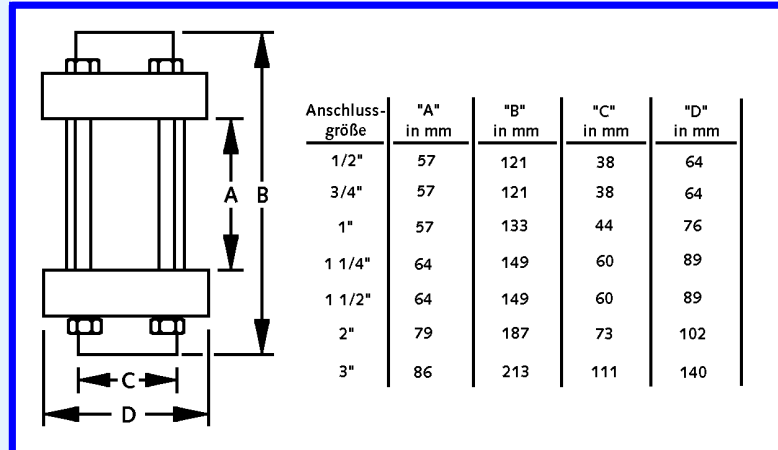 A
B
C
D
Anschluss- "A" "B" "C" "D"
größe in mm in mm in mm in mm
1/2" 57 121 38 64
3/4" 57 121 38 64
1" 57 133 44 76
1 1/4" 64 149 60 89
1 1/2" 64 149 60 89
2" 79 187 73 102
3" 86 213 111 140